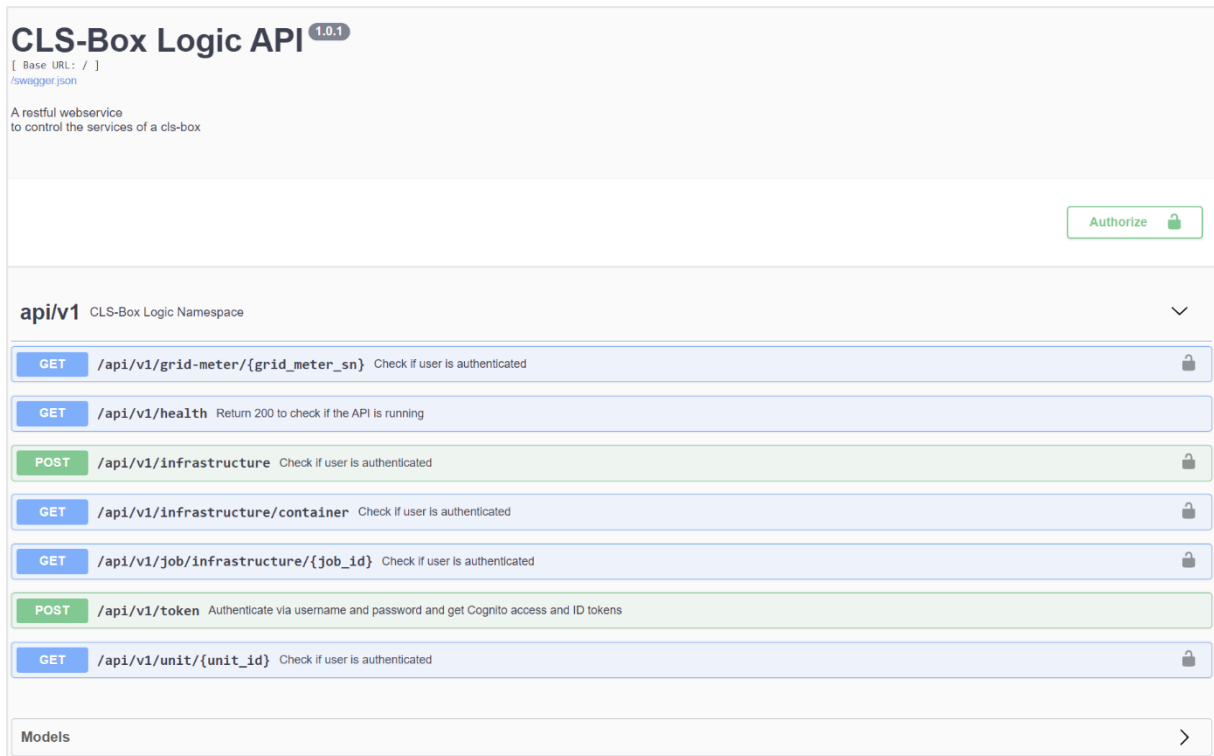 CLS-Box Logic API 1.0.1
[ Base URL: / ]
/swagger.json
A restful webservice
to control the services of a cls-box
Authorize
api/v1 CLS-Box Logic Namespace
GET /api/v1/grid-meter/{grid_meter_sn} Check if user is authenticated
GET /api/v1/health Return 200 to check if the API is running
POST /api/v1/infrastructure Check if user is authenticated
GET /api/v1/infrastructure/container Check if user is authenticated
GET /api/v1/job/infrastructure/{job_id} Check if user is authenticated
POST /api/v1/token Authenticate via username and password and get Cognito access and ID tokens
GET /api/v1/unit/{unit_id} Check if user is authenticated
Models